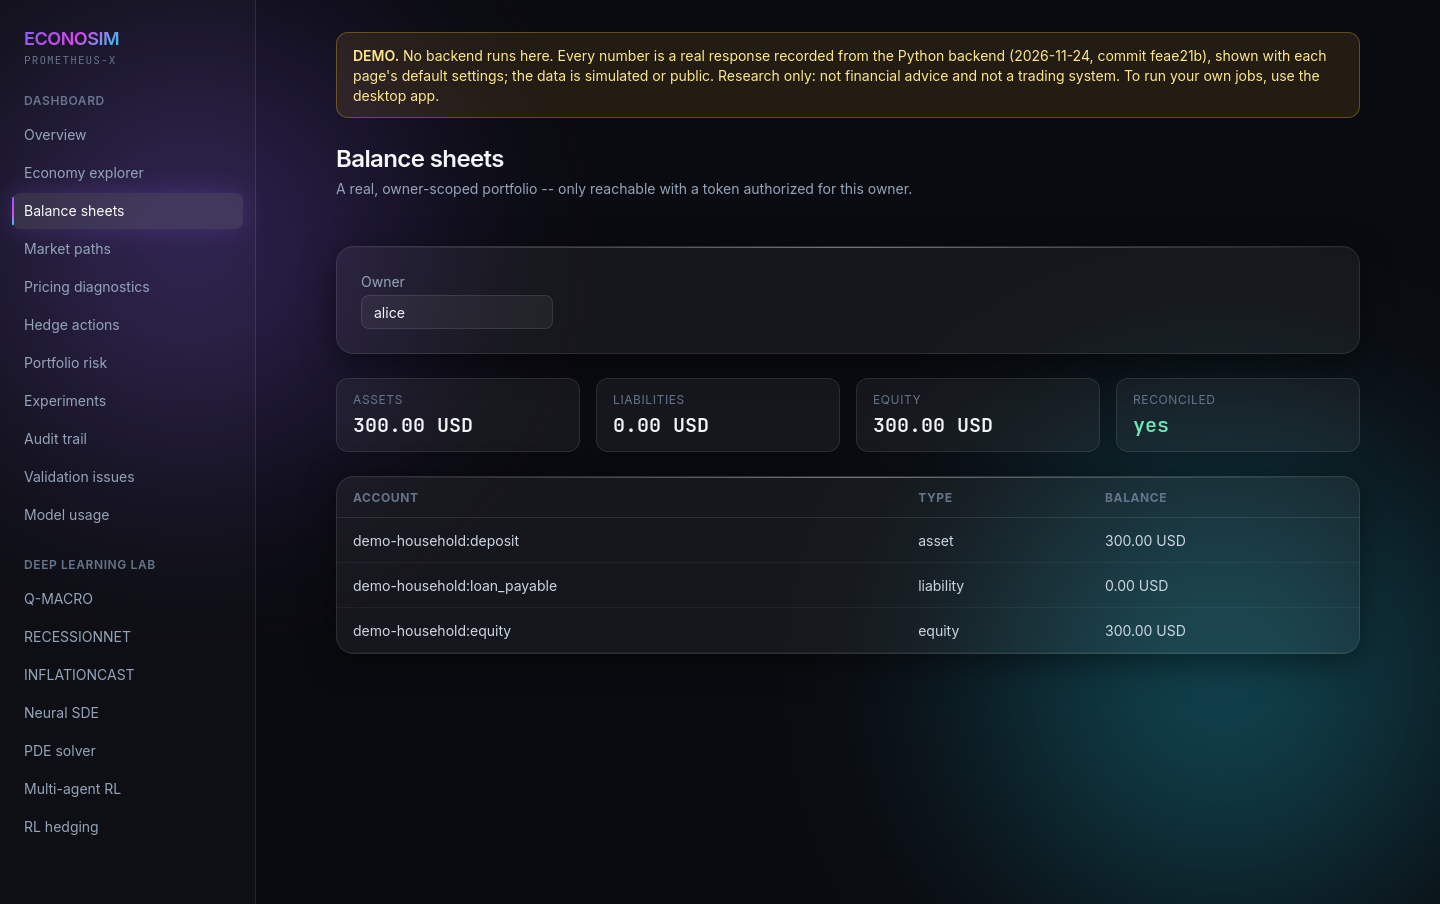 ECONOSIM
PROMETHEUS-X
DASHBOARD
Overview
Economy explorer
Balance sheets
Market paths
Pricing diagnostics
Hedge actions
Portfolio risk
Experiments
Audit trail
Validation issues
Model usage
DEEP LEARNING LAB
Q-MACRO
RECESSIONNET
INFLATIONCAST
Neural SDE
PDE solver
Multi-agent RL
RL hedging
DEMO. No backend runs here. Every number is a real response recorded from the Python backend (2026-11-24, commit feae21b), shown with each
page's default settings; the data is simulated or public. Research only: not financial advice and not a trading system. To run your own jobs, use the
desktop app.
Balance sheets
A real, owner-scoped portfolio -- only reachable with a token authorized for this owner.
Owner
alice
ASSETS LIABILITIES EQUITY RECONCILED
300.00 USD 0.00 USD 300.00 USD yes
ACCOUNT TYPE BALANCE
demo-household:deposit asset 300.00 USD
demo-household:loan_payable liability 0.00 USD
demo-household:equity equity 300.00 USD